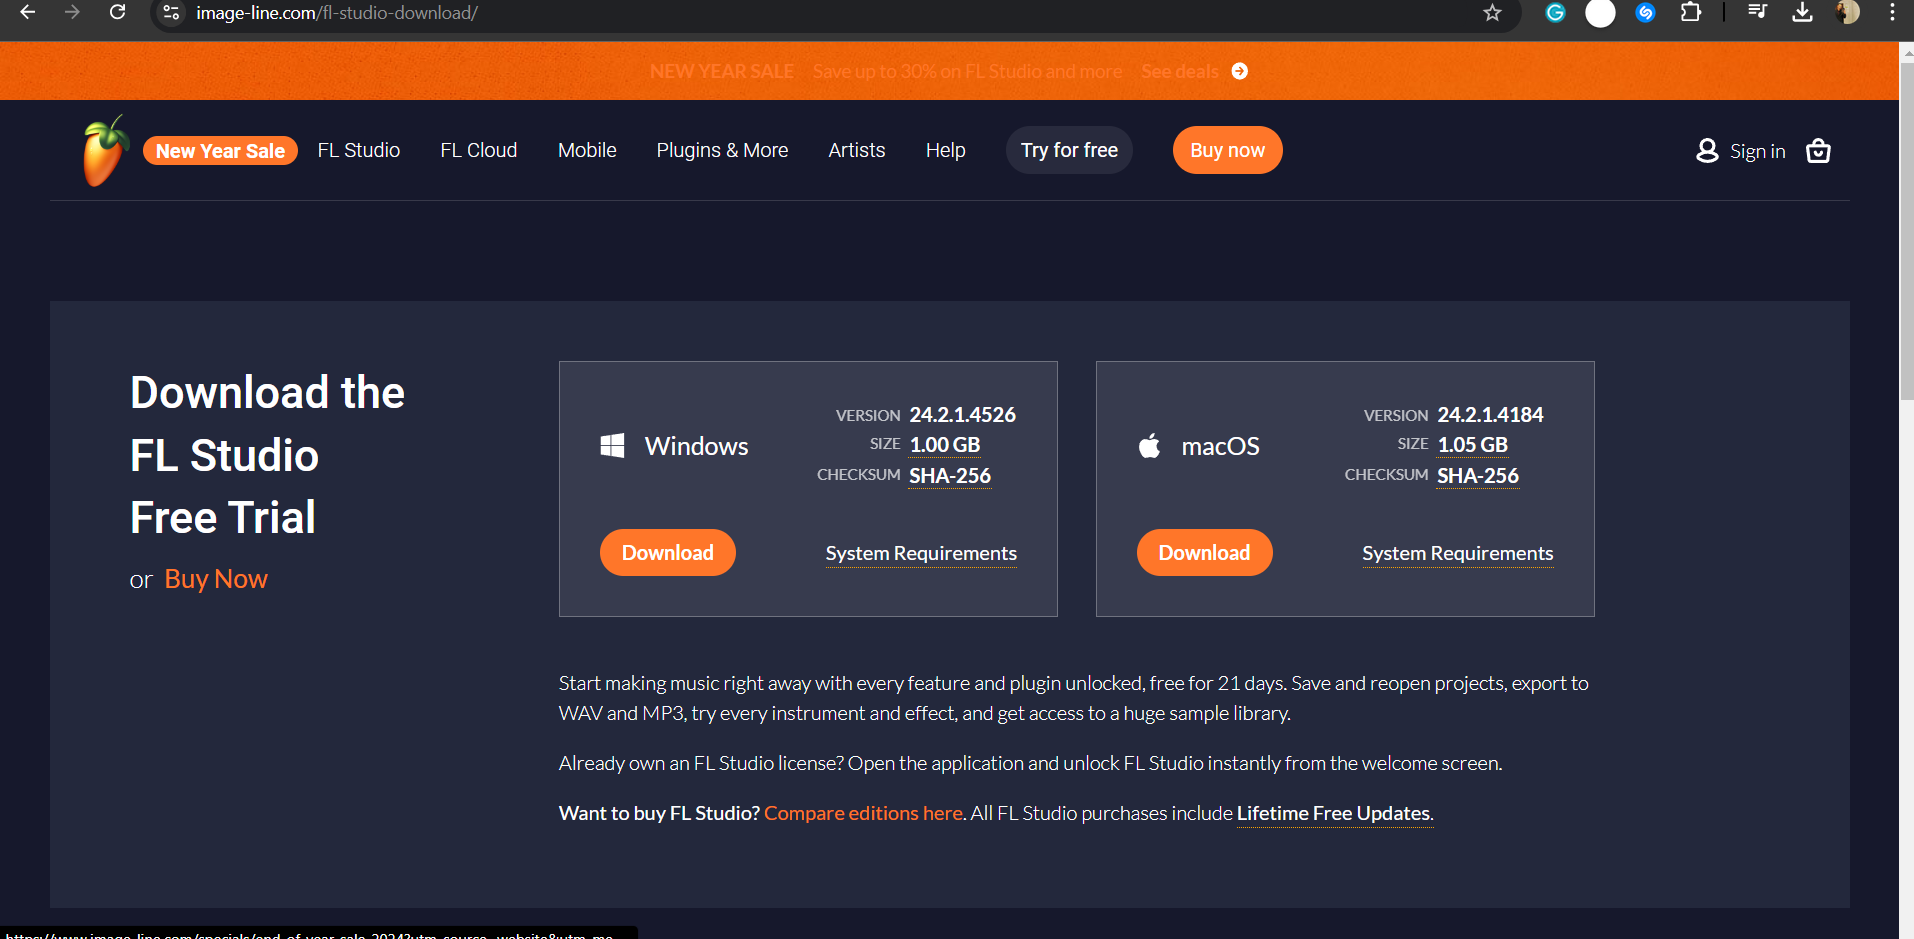 image-line.com/fl-studio-download/
NEW YEAR SALE Save up to 30% on FL Studio and more See deals
New Year Sale FL Studio FL Cloud Mobile Plugins & More Artists Help Try for free Buy now Sign in
Download the
FL Studio
Free Trial
or Buy Now
Windows
VERSION 24.2.1.4526
SIZE 1.00 GB
CHECKSUM SHA-256
Download System Requirements
macOS
VERSION 24.2.1.4184
SIZE 1.05 GB
CHECKSUM SHA-256
Download System Requirements
Start making music right away with every feature and plugin unlocked, free for 21 days. Save and reopen projects, export to
WAV and MP3, try every instrument and effect, and get access to a huge sample library.
Already own an FL Studio license? Open the application and unlock FL Studio instantly from the welcome screen.
Want to buy FL Studio? Compare editions here. All FL Studio purchases include Lifetime Free Updates.
https://www.image-line.com/specials/end-of-year-sale-2024?utm_source=website&utm_me